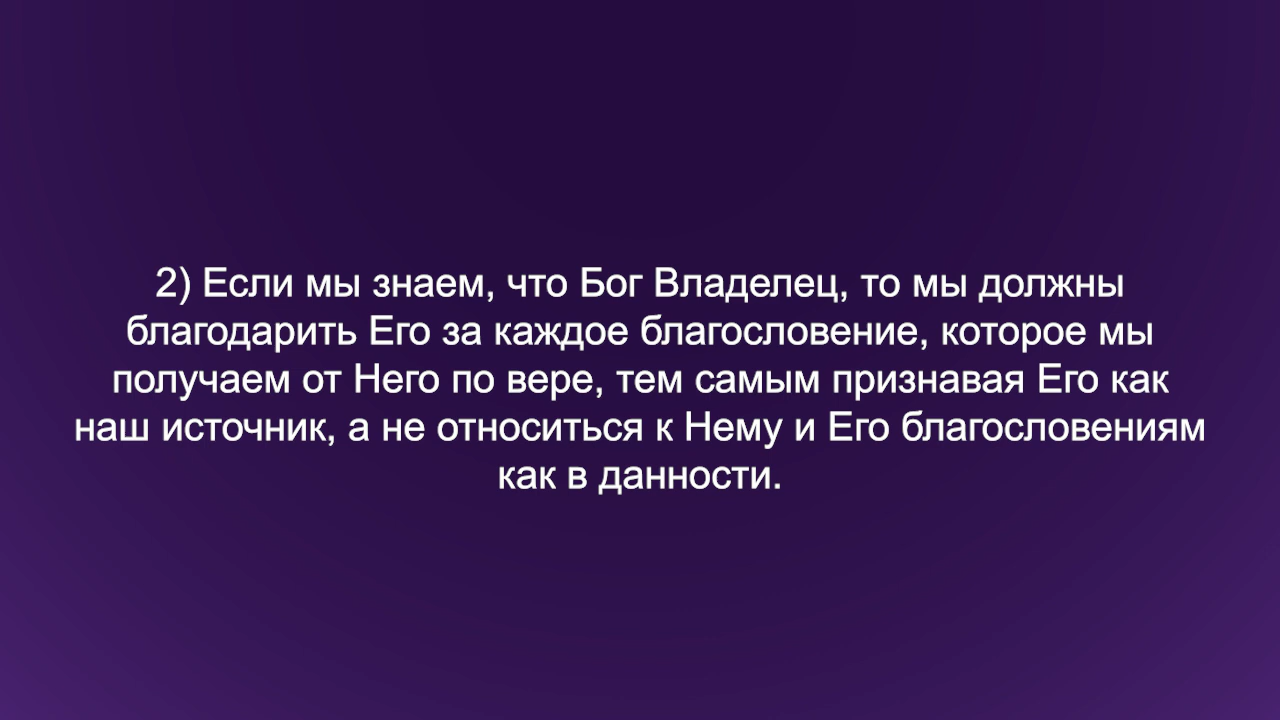 2) Если мы знаем, что Бог Владелец, то мы должны
благодарить Его за каждое благословение, которое мы
получаем от Него по вере, тем самым признавая Его как
наш источник, а не относиться к Нему и Его благословениям
как в данности.